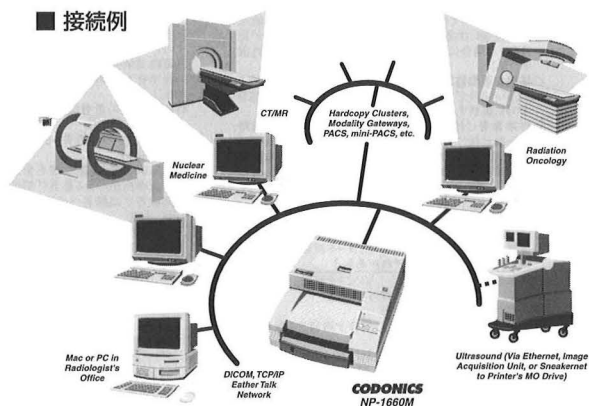 ■ 接続例
CT/MR
Hardcopy Clusters,
Modality Gateways,
PACS, mini-PACS, etc.
Radiation
Oncology
Nuclear
Medicine
Mac or PC in
Radiologist's
Office
DICOM, TCP/IP
Eather Talk
Network
CODONICS
NP-1660M
Ultrasound (Via Ethernet, Image
Acquisition Unit, or Sneakernet
to Printer's MO Drive)